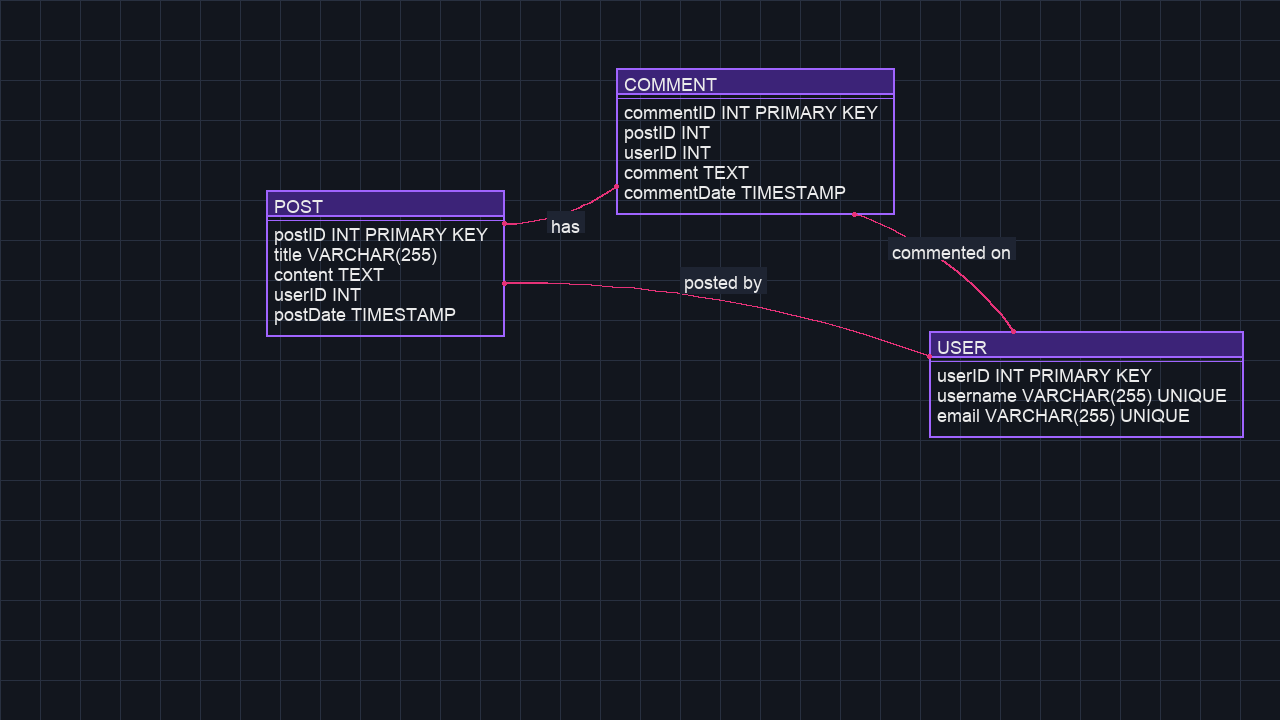 COMMENT
commentID INT PRIMARY KEY
postID INT
userID INT
comment TEXT
commentDate TIMESTAMP
POST
postID INT PRIMARY KEY
title VARCHAR(255)
content TEXT
userID INT
postDate TIMESTAMP
has
commented on
posted by
USER
userID INT PRIMARY KEY
username VARCHAR(255) UNIQUE
email VARCHAR(255) UNIQUE